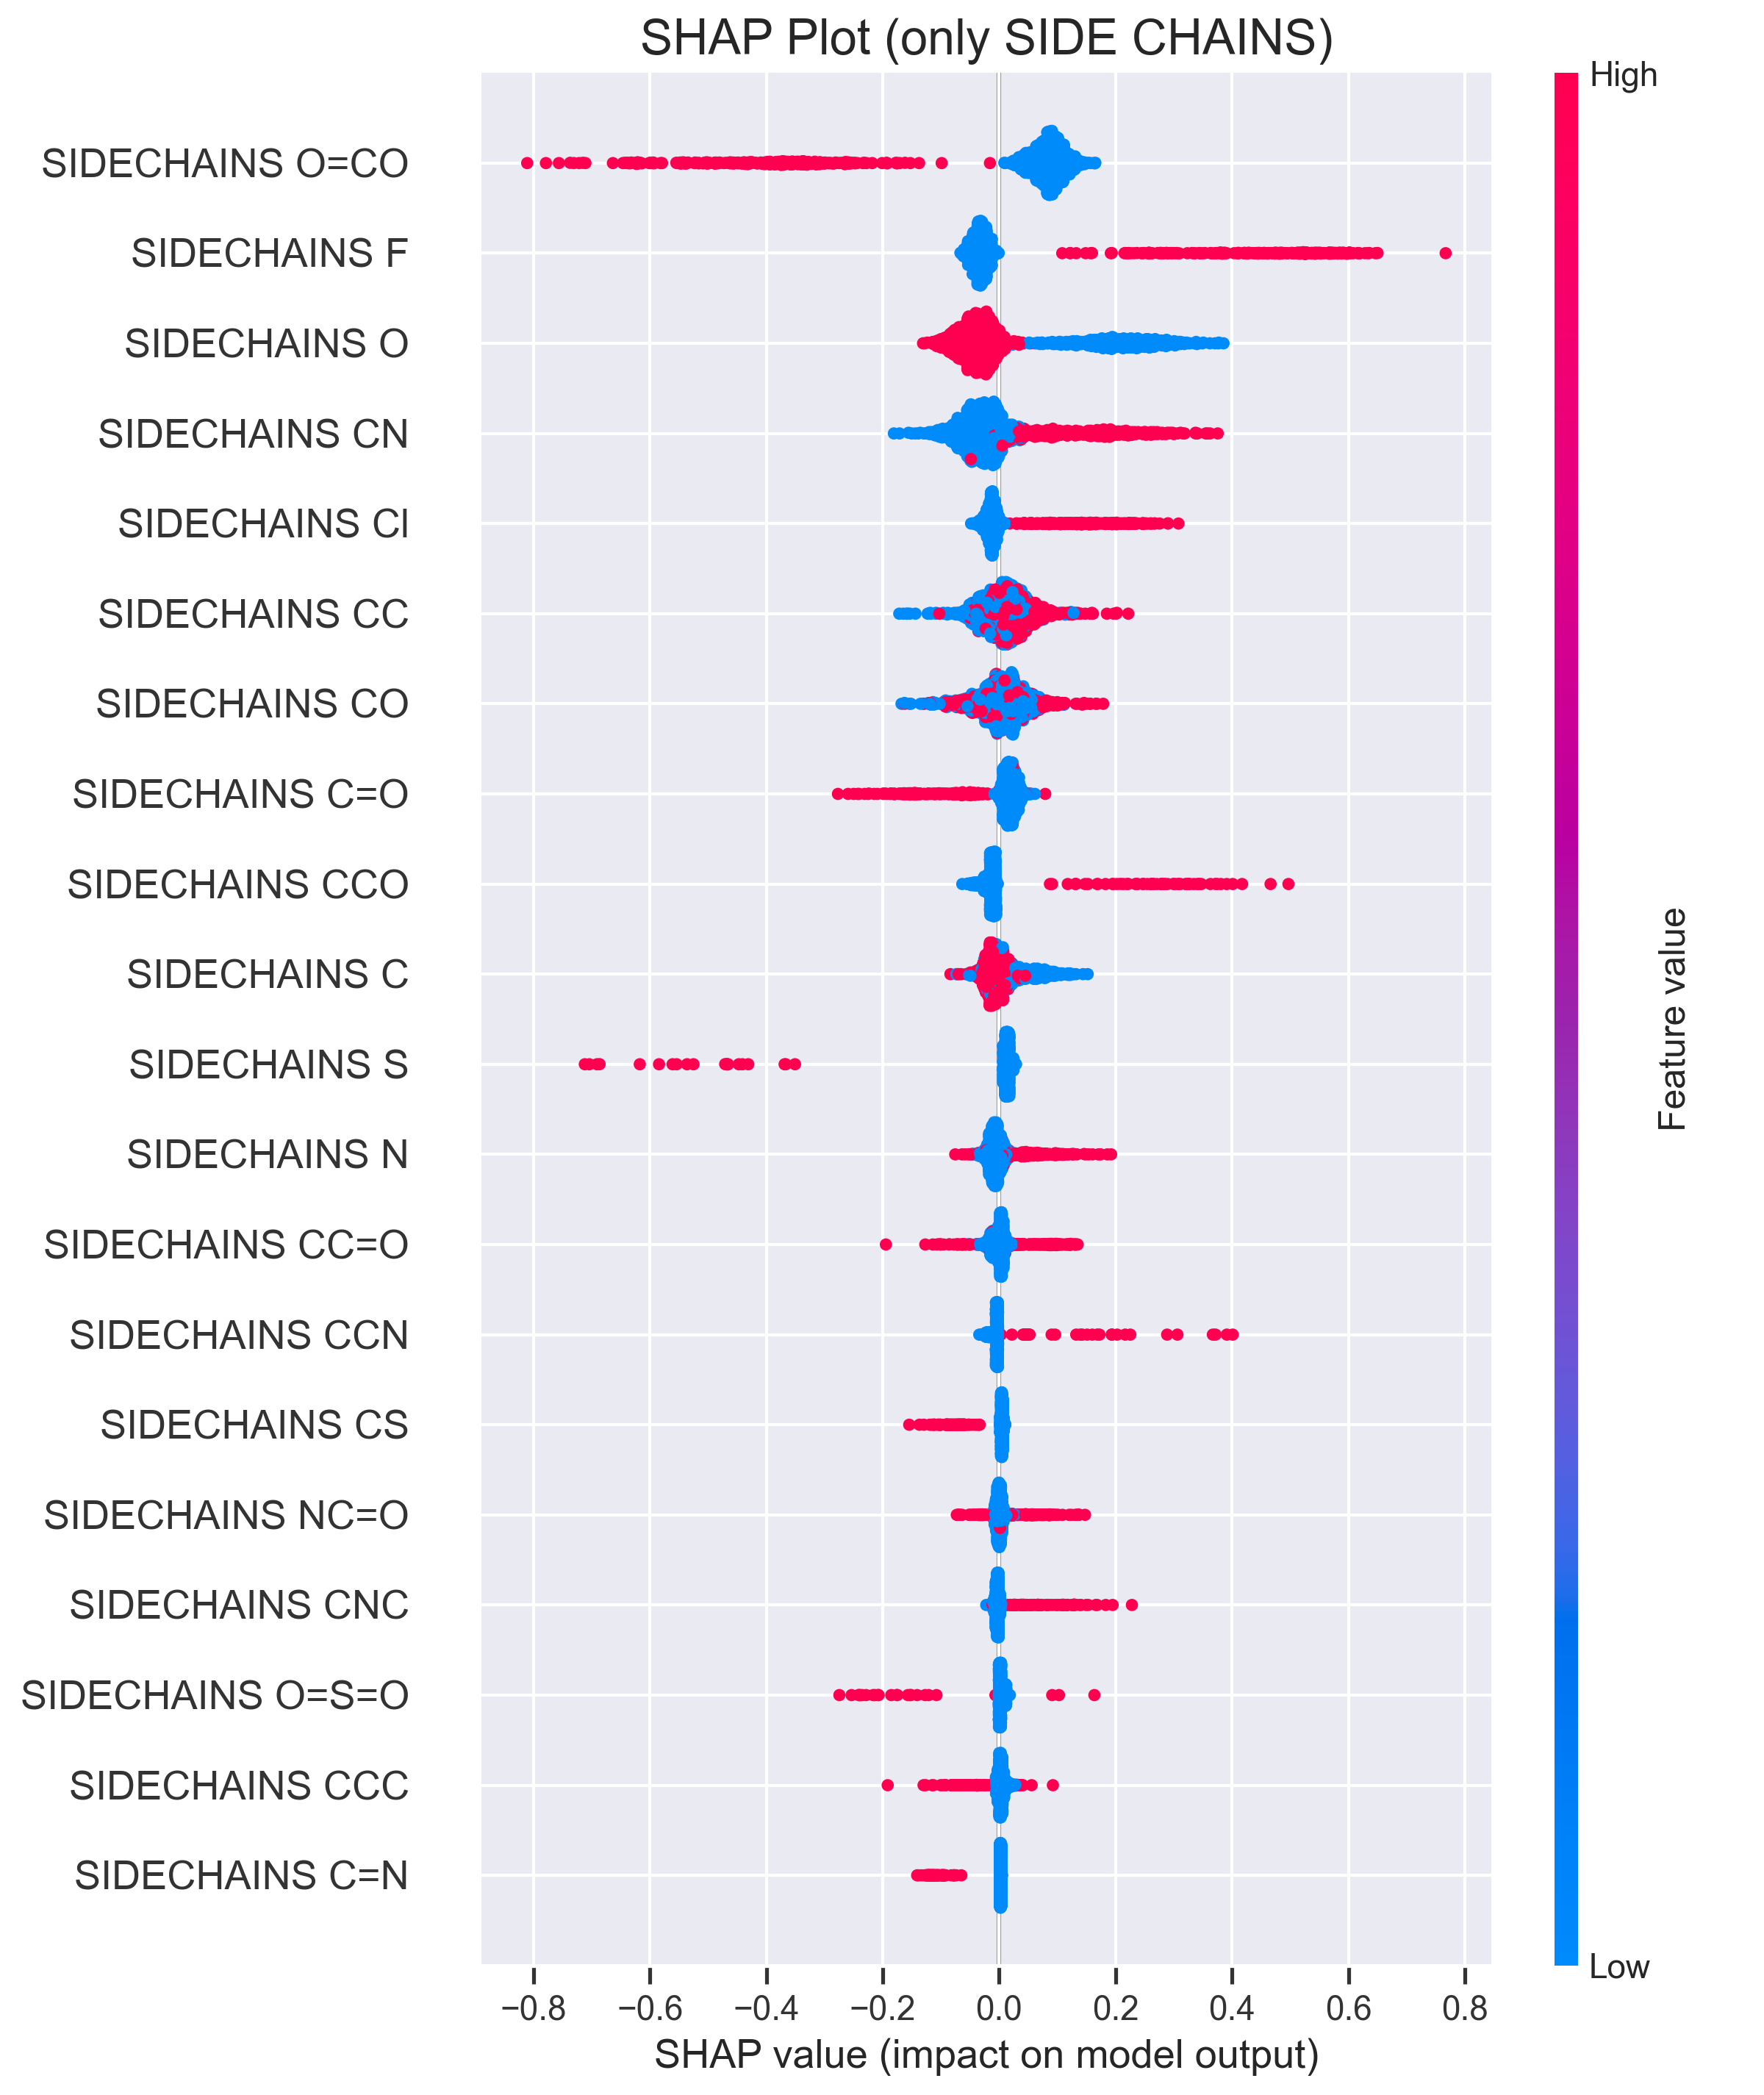 SHAP Plot (only SIDE CHAINS)
High
SIDECHAINS O=CO
SIDECHAINS F
SIDECHAINS O
SIDECHAINS CN
SIDECHAINS Cl
SIDECHAINS CC
SIDECHAINS CO
SIDECHAINS C=O
SIDECHAINS CCO
SIDECHAINS C
SIDECHAINS S
SIDECHAINS N
SIDECHAINS CC=O
SIDECHAINS CCN
SIDECHAINS CS
SIDECHAINS NC=O
SIDECHAINS CNC
SIDECHAINS O=S=O
SIDECHAINS CCC
SIDECHAINS C=N
Feature value
Low
−0.8 −0.6 −0.4 −0.2 0.0 0.2 0.4 0.6 0.8
SHAP value (impact on model output)